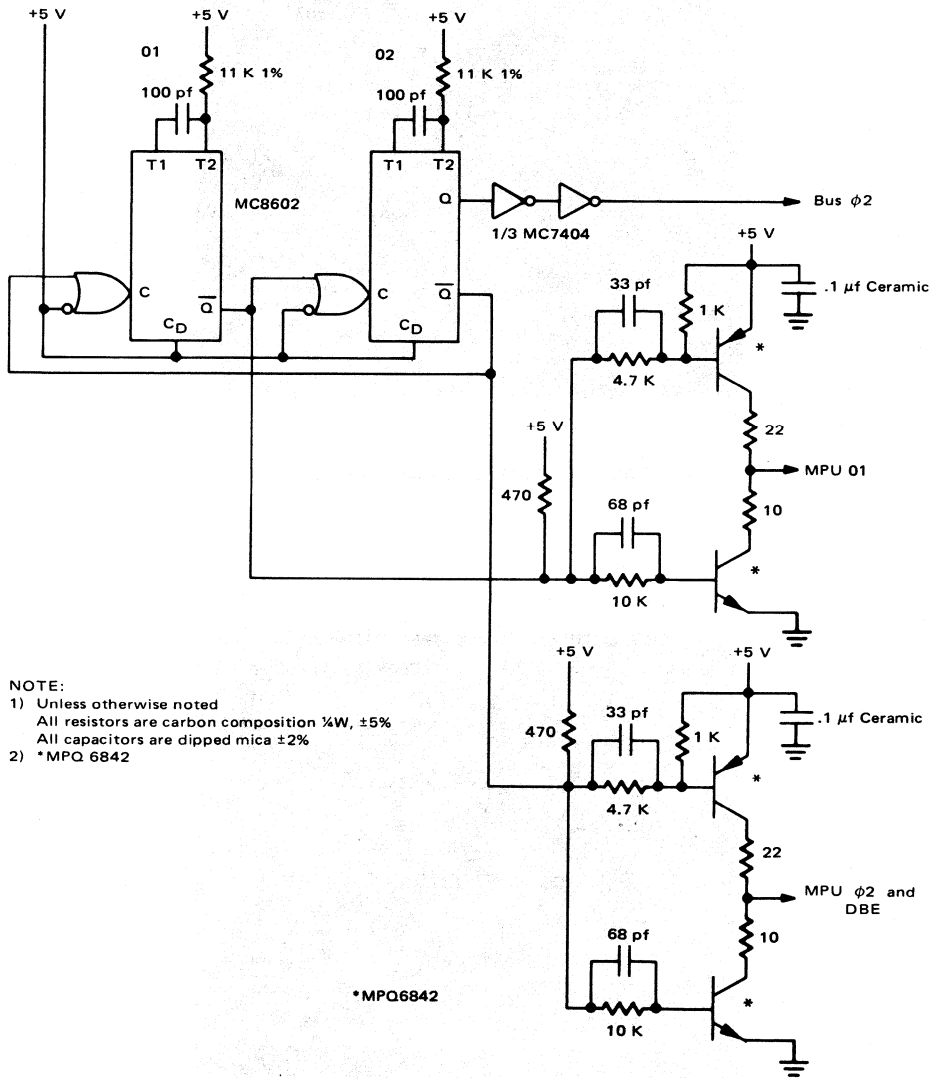 +5 V
+5 V
+5 V
01
11 K 1%
02
11 K 1%
100 pf
100 pf
T1
T2
T1
T2
MC8602
Q
1/3 MC7404
Bus ϕ2
C
Q̅
CD
C
Q̅
+5 V
33 pf
1 K
.1 µf Ceramic
*
4.7 K
+5 V
22
470
MPU 01
68 pf
10
*
10 K
+5 V
+5 V
NOTE:
1) Unless otherwise noted
All resistors are carbon composition ¼W, ±5%
All capacitors are dipped mica ±2%
2) *MPQ 6842
470
33 pf
1 K
.1 µf Ceramic
*
4.7 K
22
MPU ϕ2 and
DBE
68 pf
10
*MPQ6842
*
10 K